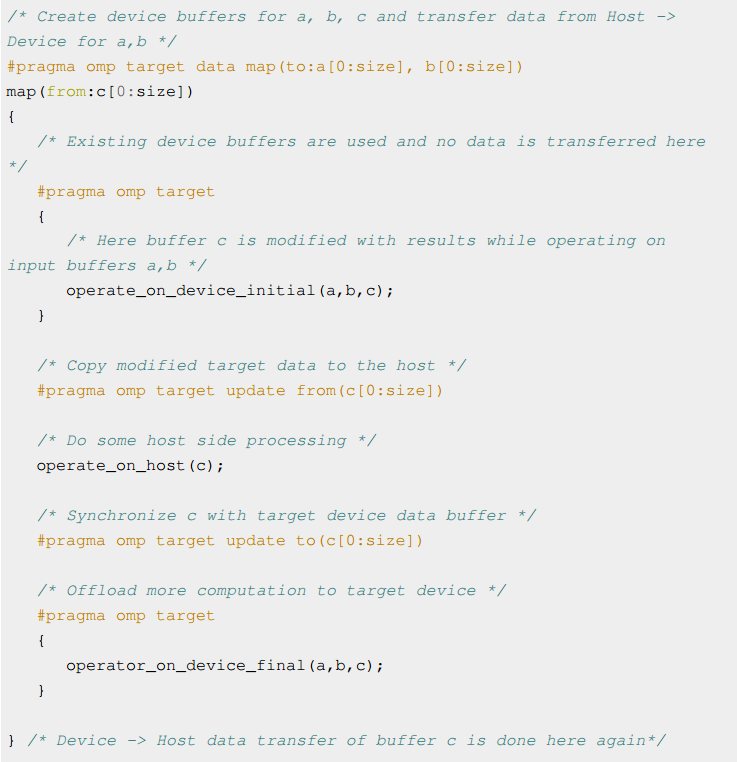 /* Create device buffers for a, b, c and transfer data from Host ->
Device for a,b */
#pragma omp target data map(to:a[0:size], b[0:size])
map(from:c[0:size])
{
/* Existing device buffers are used and no data is transferred here
*/
#pragma omp target
{
/* Here buffer c is modified with results while operating on
input buffers a,b */
operate_on_device_initial(a,b,c);
}
/* Copy modified target data to the host */
#pragma omp target update from(c[0:size])
/* Do some host side processing */
operate_on_host(c);
/* Synchronize c with target device data buffer */
#pragma omp target update to(c[0:size])
/* Offload more computation to target device */
#pragma omp target
{
operator_on_device_final(a,b,c);
}
} /* Device -> Host data transfer of buffer c is done here again*/